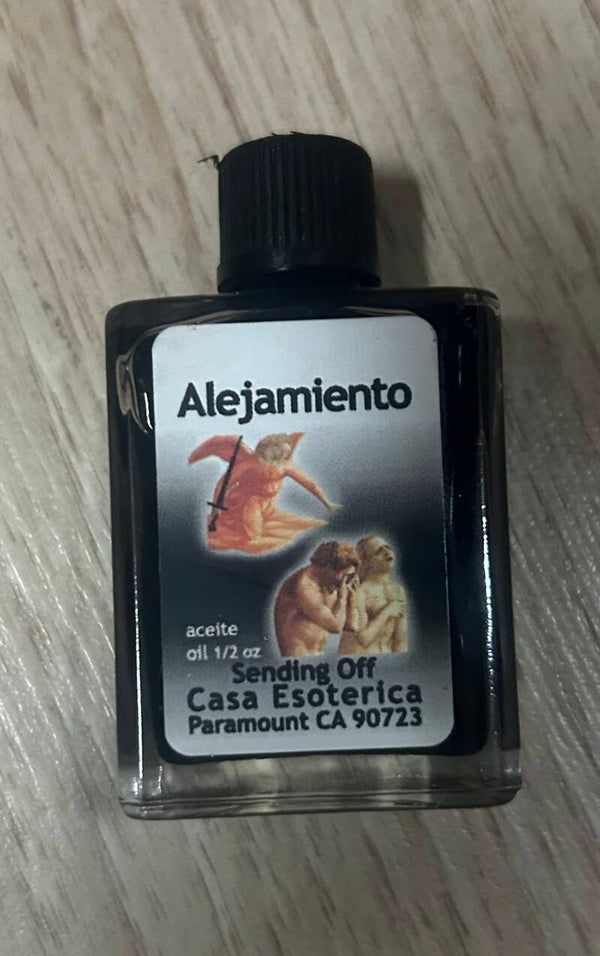 Alejamiento
aceite
oil 1/2 oz
Sending Off
Casa Esoterica
Paramount CA 90723